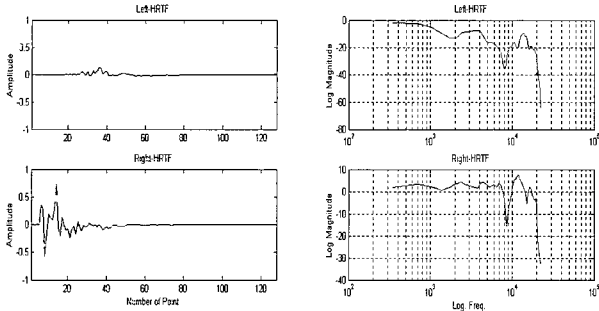 Left-HRTF
Amplitude
1
0.5
0
-0.5
-1
20 40 60 80 100 120
Left-HRTF
Log Magnitude
-0
-20
-40
-60
-80
10^2 10^3 10^4 10^5
Right-HRTF
Amplitude
1
0.5
0
-0.5
-1
20 40 60 80 100 120
Number of Point
Right-HRTF
Log Magnitude
10
0
-10
-20
-30
-40
10^2 10^3 10^4 10^5
Log. Freq.